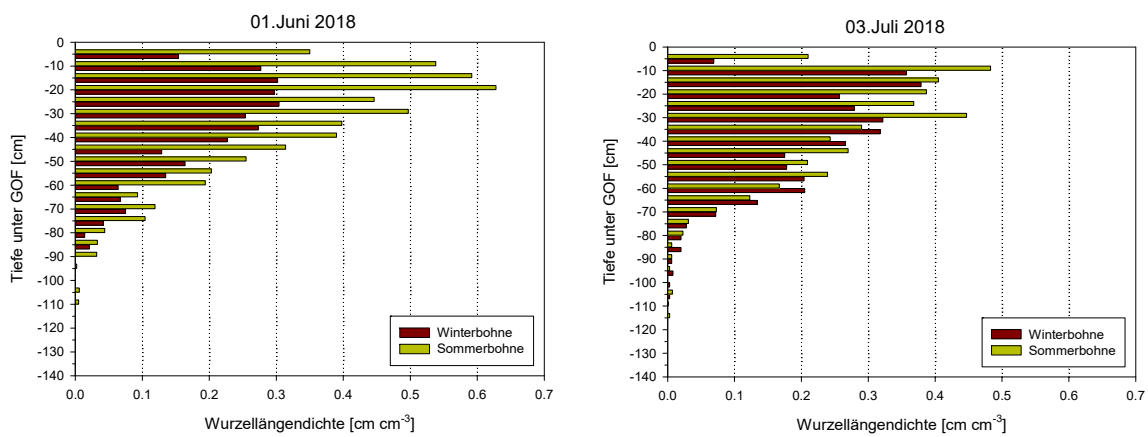 01.Juni 2018
0
-10
-20
-30
-40
-50
-60
-70
-80
-90
-100
-110
-120
-130
-140
Tiefe unter GOF [cm]
Winterbohne
Sommerbohne
0.0 0.1 0.2 0.3 0.4 0.5 0.6 0.7
Wurzellängendichte [cm cm⁻³]
03.Juli 2018
0
-10
-20
-30
-40
-50
-60
-70
-80
-90
-100
-110
-120
-130
-140
Tiefe unter GOF [cm]
Winterbohne
Sommerbohne
0.0 0.1 0.2 0.3 0.4 0.5 0.6 0.7
Wurzellängendichte [cm cm⁻³]